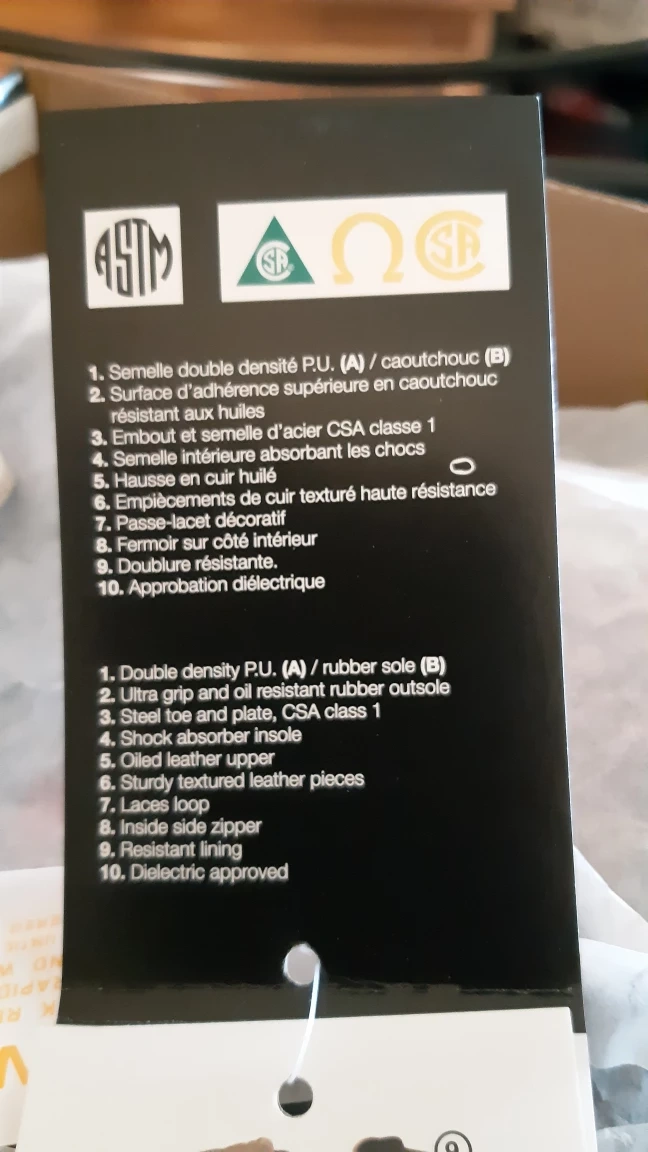 ASTM
CSA Ω CSA
1. Semelle double densité P.U. (A) / caoutchouc (B)
2. Surface d'adhérence supérieure en caoutchouc
résistant aux huiles
3. Embout et semelle d'acier CSA classe 1
4. Semelle intérieure absorbant les chocs
5. Hausse en cuir huilé
6. Empiècements de cuir texturé haute résistance
7. Passe-lacet décoratif
8. Fermoir sur côté intérieur
9. Doublure résistante.
10. Approbation diélectrique
1. Double density P.U. (A) / rubber sole (B)
2. Ultra grip and oil resistant rubber outsole
3. Steel toe and plate, CSA class 1
4. Shock absorber insole
5. Oiled leather upper
6. Sturdy textured leather pieces
7. Laces loop
8. Inside side zipper
9. Resistant lining
10. Dielectric approved
9